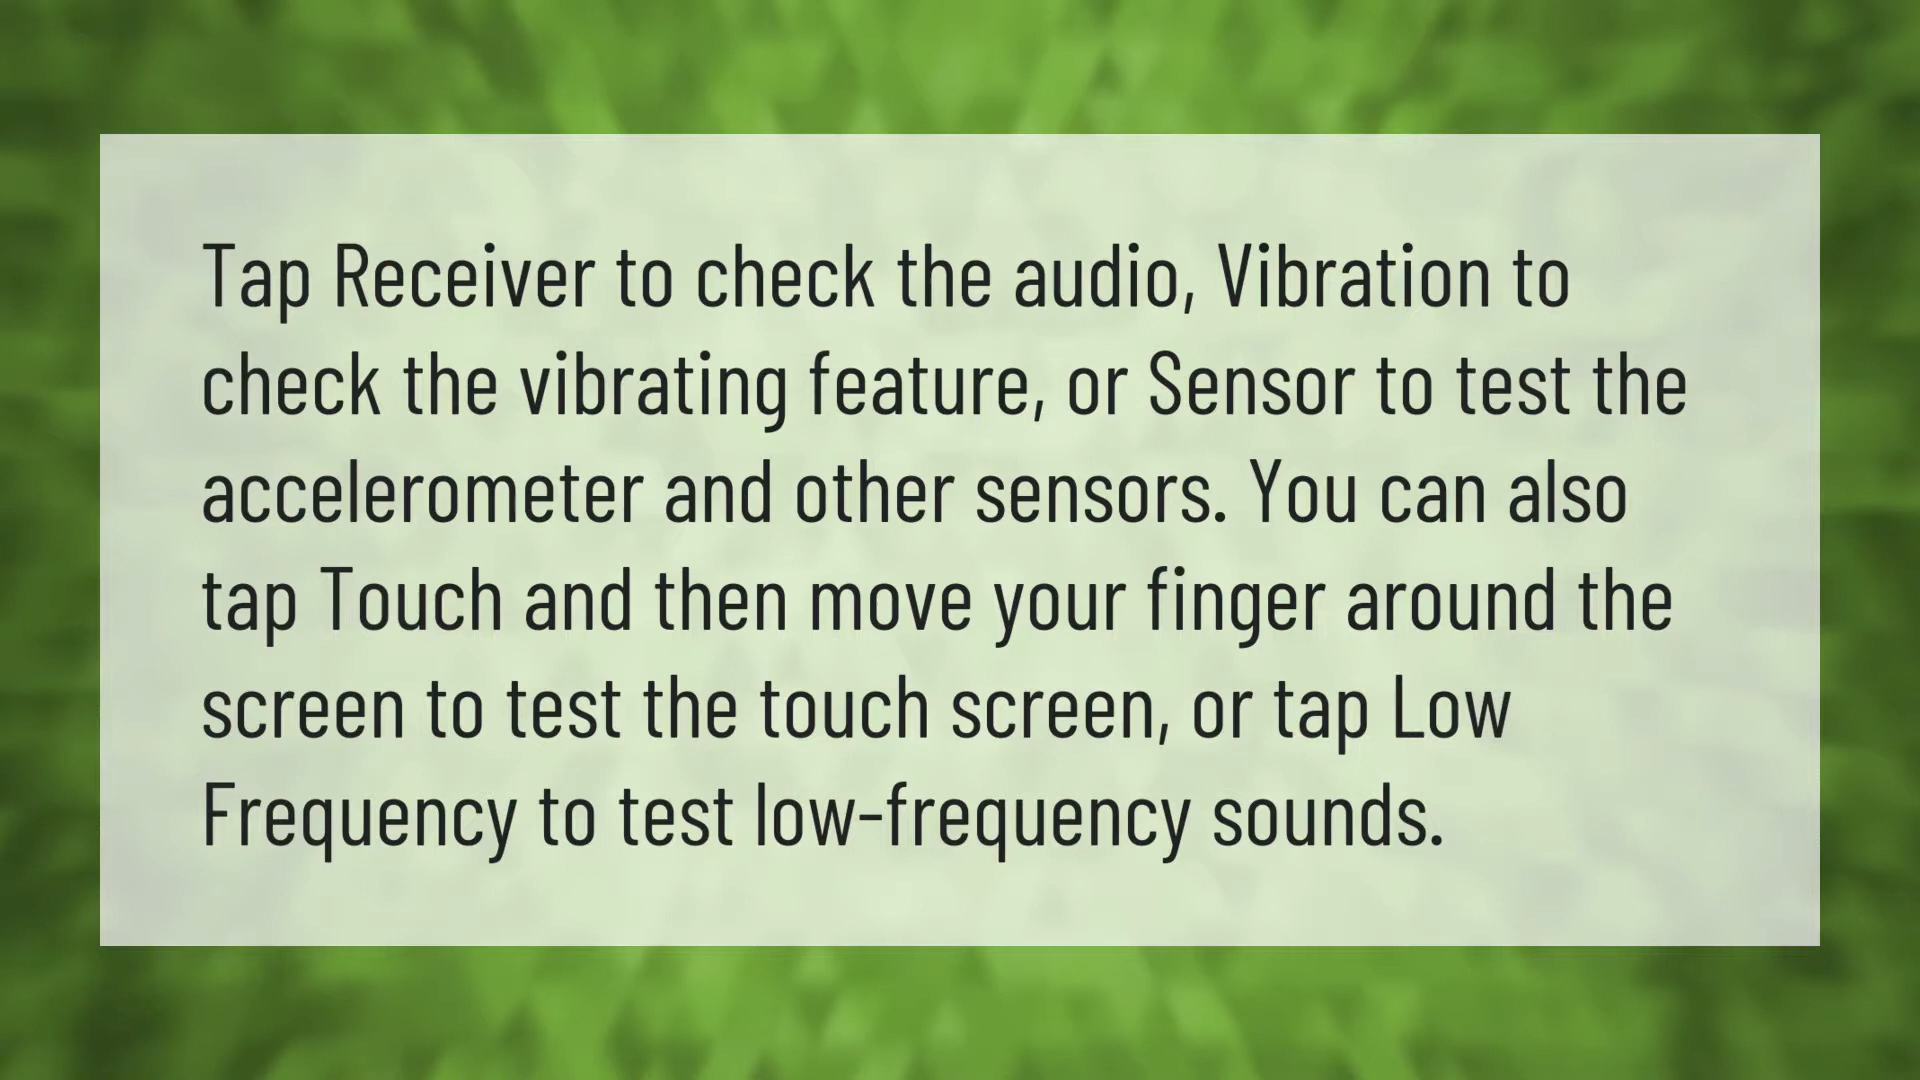 Tap Receiver to check the audio, Vibration to
check the vibrating feature, or Sensor to test the
accelerometer and other sensors. You can also
tap Touch and then move your finger around the
screen to test the touch screen, or tap Low
Frequency to test low-frequency sounds.